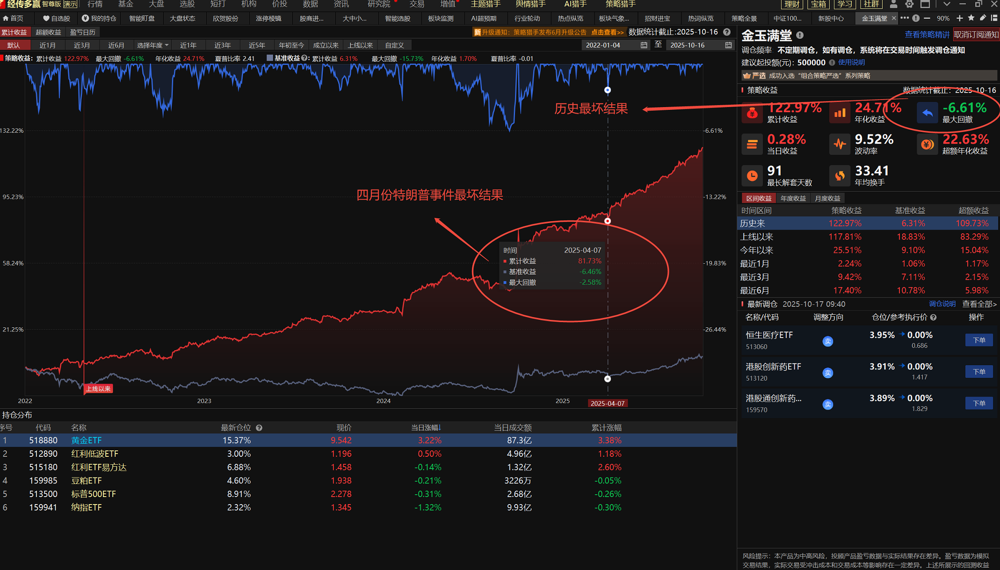 经传多赢 智尊版 演示 行情 基金 大盘 选股 短打 机构 价投 数据 资讯 研究院 交易 增值 主题猎手 舆情猎手 AI猎手 策略猎手 理财 宝箱 学习 社群
首页 自选股 我的持仓 智能盯盘 大盘状态 欣贺股份 涨停棱镜 股商进... 大中小... 智能选股 板块监测 AI超预期 行业轮动 热点纵览 板块气象... 招财进宝 热词纵览 策略全景 中证100... 新股中心 金玉满堂 90%
累计收益 超额收益 盈亏日历
新 升级通知：策略猎手发布6月升级公告 点击查看>> 数据统计截止:2025-10-16
默认 近1月 近3月 近6月 选择年度 近1年 近3年 近5年 年初至今 成立以来 上线以来 自定义 2022-01-04 至 2025-10-16
策略收益: 累计收益 122.97% 最大回撤 -6.61% 年化收益 24.71% 夏普比率 2.41 基准收益 : 累计收益 6.31% 最大回撤 -15.73% 年化收益 1.70% 夏普比率 -0.01
历史最坏结果
132.22% -6.61%
四月份特朗普事件最坏结果
95.23% -13.22%
时间 2025-04-07
累计收益 81.73%
基准收益 -6.46%
最大回撤 -2.58%
58.24% -19.83%
21.25% -26.44%
上线以来
2022 2023 2024 2025 2025-04-07
持仓分布
序号 代码 名称 最新仓位 现价 当日涨幅↓ 当日成交额 累计涨幅
1 518880 黄金ETF 15.37% 9.542 3.22% 87.3亿 3.38%
2 512890 红利低波ETF 3.00% 1.196 0.50% 4.96亿 1.18%
3 515180 红利ETF易方达 6.88% 1.458 -0.14% 1.32亿 2.60%
4 159985 豆粕ETF 4.60% 1.938 -0.21% 3226万 -0.05%
5 513500 标普500ETF 8.91% 2.278 -0.31% 2.68亿 -0.26%
6 159941 纳指ETF 2.32% 1.345 -1.32% 9.93亿 -0.30%
金玉满堂 查看策略精讲 取消订阅通知
调仓频率: 不定期调仓，如有调仓，系统将在交易时间触发调仓通知
建议起投额(元): 500000 使用说明
严选 成功入选 “组合策略严选” 系列策略
策略收益 数据统计截止: 2025-10-16
122.97% 24.71% -6.61%
累计收益 年化收益 最大回撤
0.28% 9.52% 22.63%
当日收益 波动率 超额年化收益
91 33.41
最长解套天数 年均换手
区间收益 年度收益 月度收益
时间区间 策略收益 基准收益 超额收益
历史来 122.97% 6.31% 109.73%
上线以来 117.81% 18.83% 83.29%
今年以来 25.51% 9.10% 15.04%
最近1月 2.24% 1.06% 1.17%
最近3月 9.42% 7.11% 2.15%
最近6月 17.40% 10.78% 5.98%
最新调仓 2025-10-17 09:40 调仓说明 查看全部>
名称/代码 调整方向 仓位/参考执行价 操作
恒生医疗ETF 卖 3.95% 0.00% 下单
513060 0.686
港股创新药ETF 卖 3.91% 0.00% 下单
513120 1.417
港股通创新药... 卖 3.89% 0.00% 下单
159570 1.829
风险提示：本产品为中高风险，投顾产品盈亏数据与实际结果存在差异。盈亏数据为模拟
交易结果，实际交易受冲击成本和交易成本等影响存在一定差异。上述所展示的回测收益